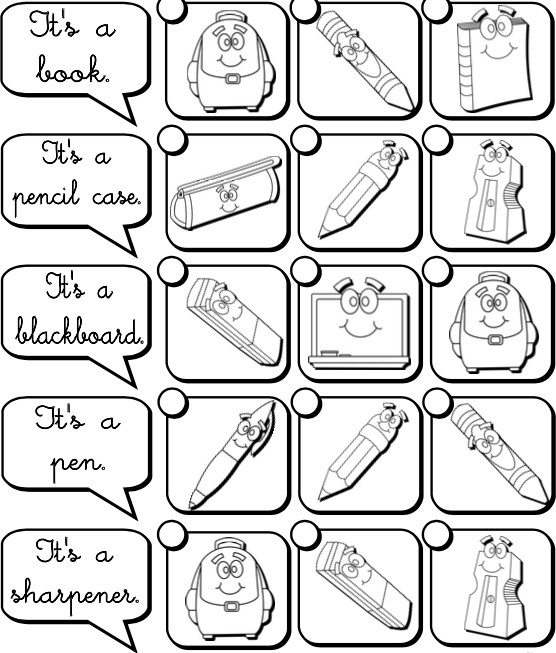 It's a
book.
It's a
pencil case.
It's a
blackboard.
It's a
pen.
It's a
sharpener.